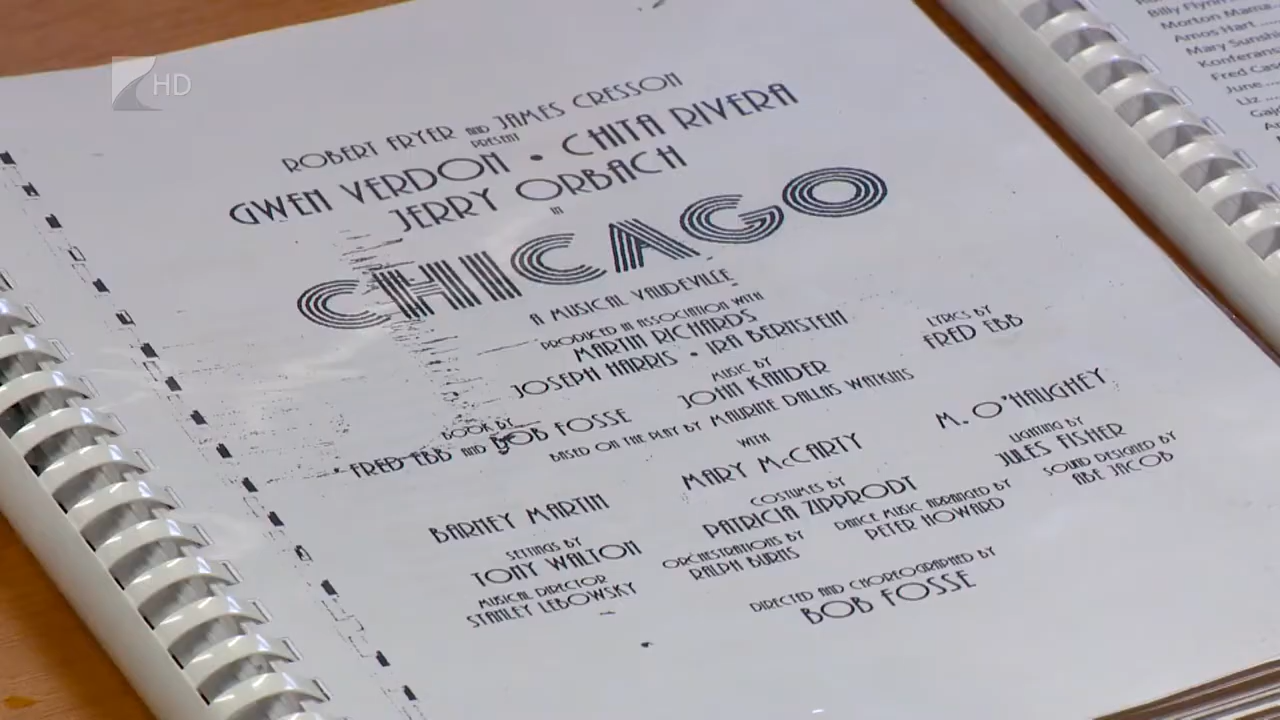 HD
ROBERT FRYER AND JAMES CRESSON
PRESENT
GWEN VERDON • CHITA RIVERA
JERRY ORBACH
IN
CHICAGO
A MUSICAL VAUDEVILLE
PRODUCED IN ASSOCIATION WITH
MARTIN RICHARDS
JOSEPH HARRIS • IRA BERNSTEIN
BOOK BY
FRED EBB AND BOB FOSSE
MUSIC BY
JOHN KANDER
LYRICS BY
FRED EBB
BASED ON THE PLAY BY MAURINE DALLAS WATKINS
WITH
BARNEY MARTIN
MARY McCARTY
M. O'HAUGHEY
SETTINGS BY
TONY WALTON
COSTUMES BY
PATRICIA ZIPPRODT
LIGHTING BY
JULES FISHER
MUSICAL DIRECTOR
STANLEY LEBOWSKY
ORCHESTRATIONS BY
RALPH BURNS
DANCE MUSIC ARRANGED BY
PETER HOWARD
SOUND DESIGNED BY
ABE JACOB
DIRECTED AND CHOREOGRAPHED BY
BOB FOSSE
Billy Flynn
Morton Mama
Amos Hart
Mary Sunshi
Konferans
Fred Cas
June
Liz